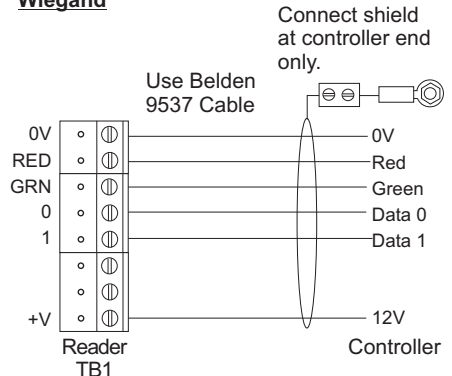 Wiegand
Connect shield
at controller end
only.
Use Belden
9537 Cable
0V 0V
RED Red
GRN Green
0 Data 0
1 Data 1
+V 12V
Reader Controller
TB1